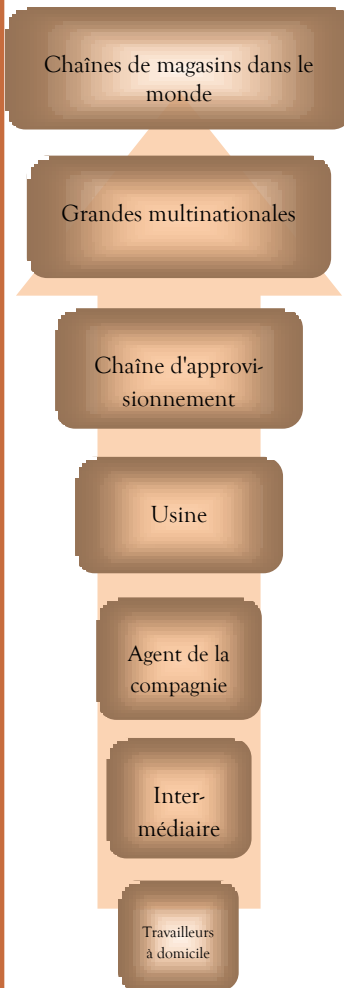 Chaînes de magasins dans le
monde
Grandes multinationales
Chaîne d'approvi-
sionnement
Usine
Agent de la
compagnie
Inter-
médiaire
Travailleurs
à domicile